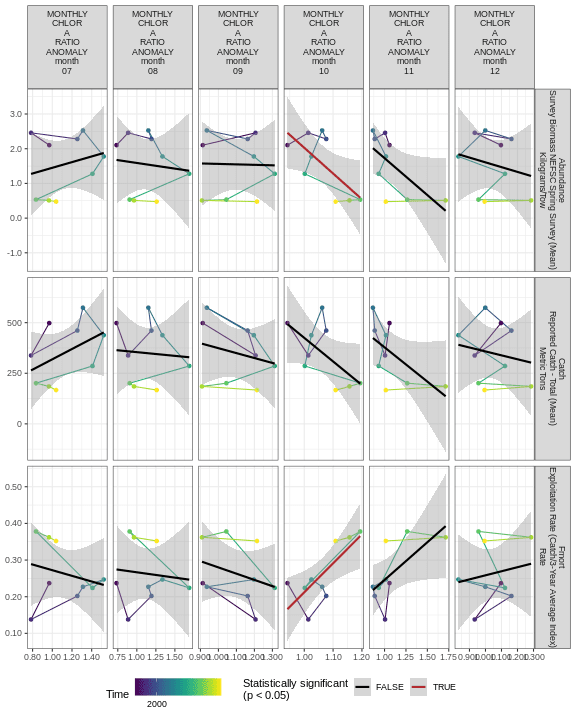 MONTHLY
CHLOR
A
RATIO
ANOMALY
month
07
MONTHLY
CHLOR
A
RATIO
ANOMALY
month
08
MONTHLY
CHLOR
A
RATIO
ANOMALY
month
09
MONTHLY
CHLOR
A
RATIO
ANOMALY
month
10
MONTHLY
CHLOR
A
RATIO
ANOMALY
month
11
MONTHLY
CHLOR
A
RATIO
ANOMALY
month
12
3.0
2.0
1.0
0.0
-1.0
Abundance
Survey Biomass NEFSC Spring Survey (Mean)
Kilograms/tow
500
250
0
Catch
Reported Catch - Total (Mean)
Metric Tons
0.50
0.40
0.30
0.20
0.10
Fmort
Exploitation Rate (Catch/3-Year Average Index)
Rate
0.80 1.00 1.20 1.40
0.75 1.00 1.25 1.50
0.900 1.000 1.100 1.200 1.300
1.00 1.20
1.00 1.25 1.50 1.75
0.900 1.000 1.100 1.200 1.300
Time
2000
Statistically significant
(p < 0.05)
FALSE
TRUE